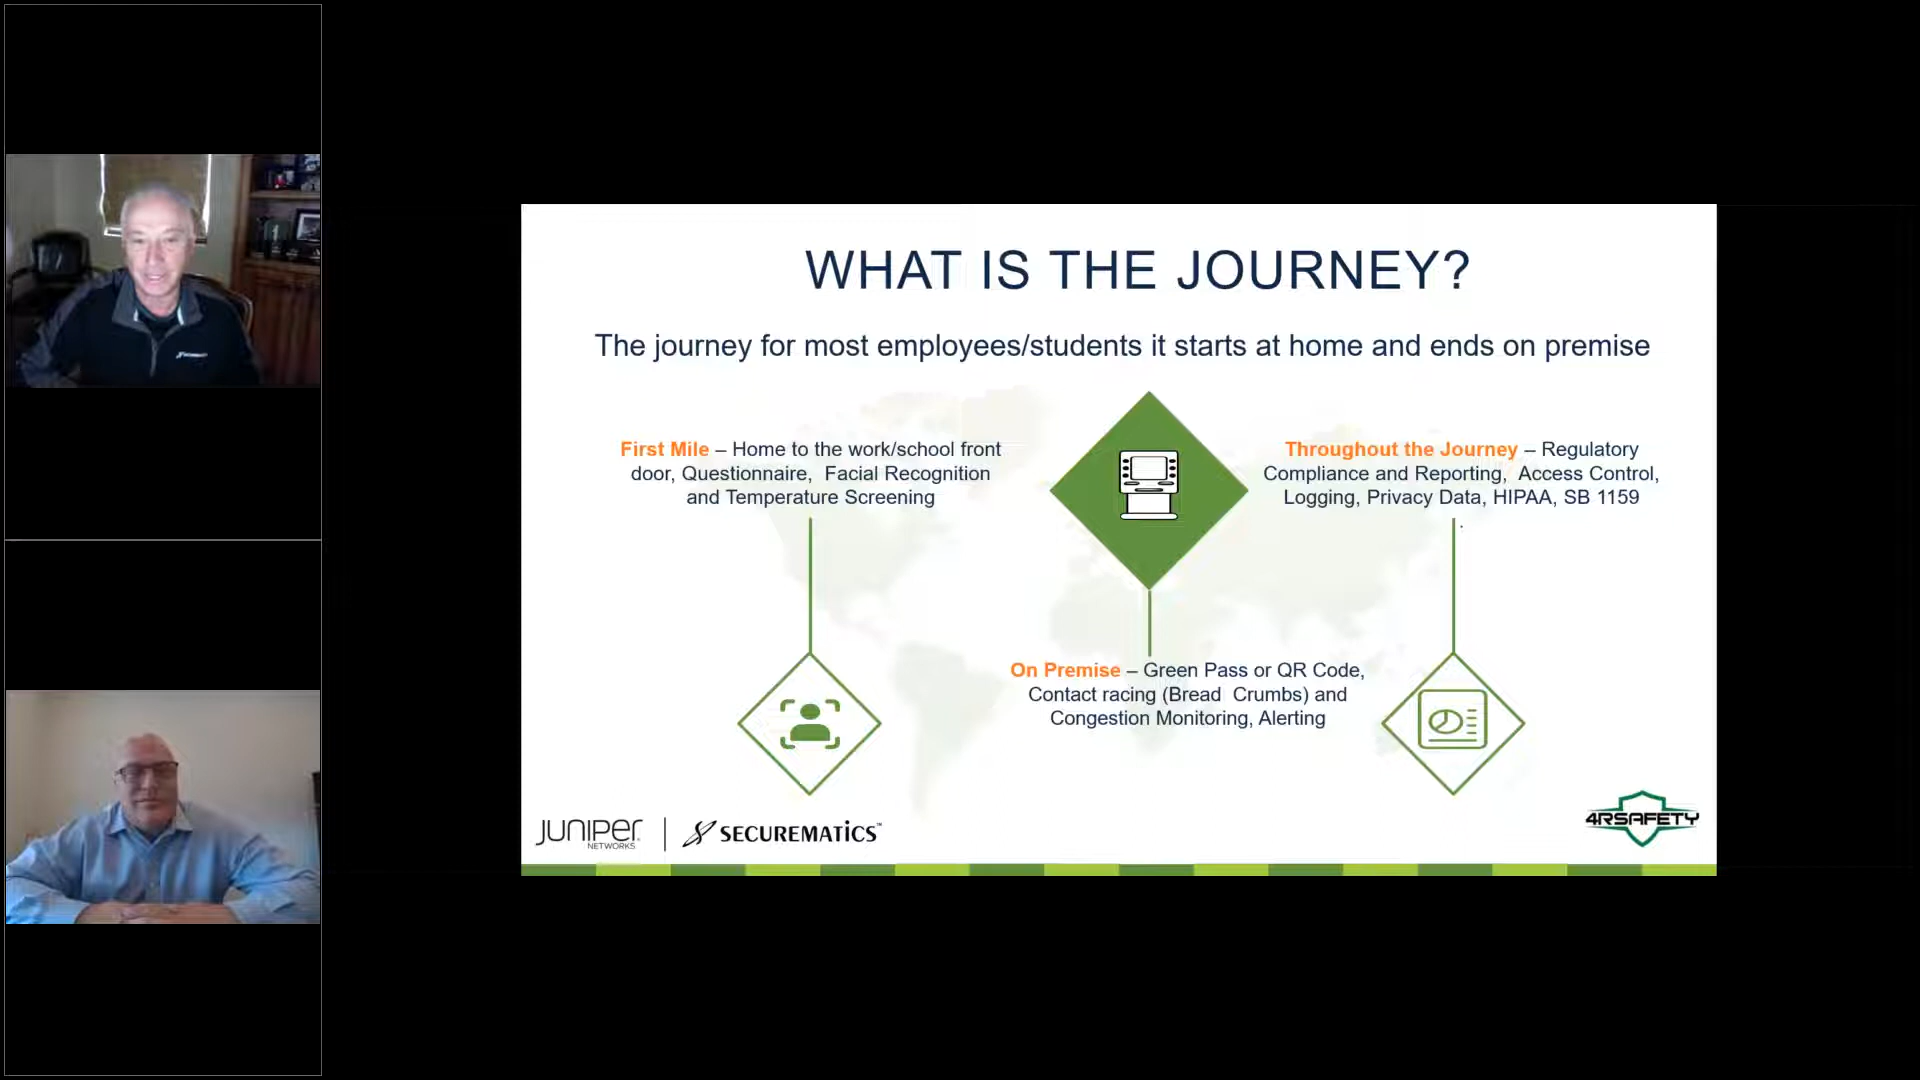 WHAT IS THE JOURNEY?
The journey for most employees/students it starts at home and ends on premise
First Mile – Home to the work/school front
door, Questionnaire, Facial Recognition
and Temperature Screening
Throughout the Journey – Regulatory
Compliance and Reporting, Access Control,
Logging, Privacy Data, HIPAA, SB 1159
.
On Premise – Green Pass or QR Code,
Contact racing (Bread Crumbs) and
Congestion Monitoring, Alerting
JUNIPER
NETWORKS
SECUREMATICS™
4RSAFETY